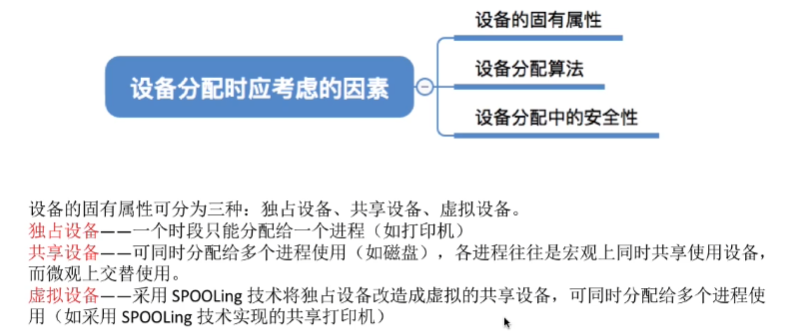 设备的固有属性
设备分配时应考虑的因素
设备分配算法
设备分配中的安全性
设备的固有属性可分为三种：独占设备、共享设备、虚拟设备。
独占设备——一个时段只能分配给一个进程（如打印机）
共享设备——可同时分配给多个进程使用（如磁盘），各进程往往是宏观上同时共享使用设备，
而微观上交替使用。
虚拟设备——采用 SPOOLing 技术将独占设备改造成虚拟的共享设备，可同时分配给多个进程使
用（如采用 SPOOLing 技术实现的共享打印机）